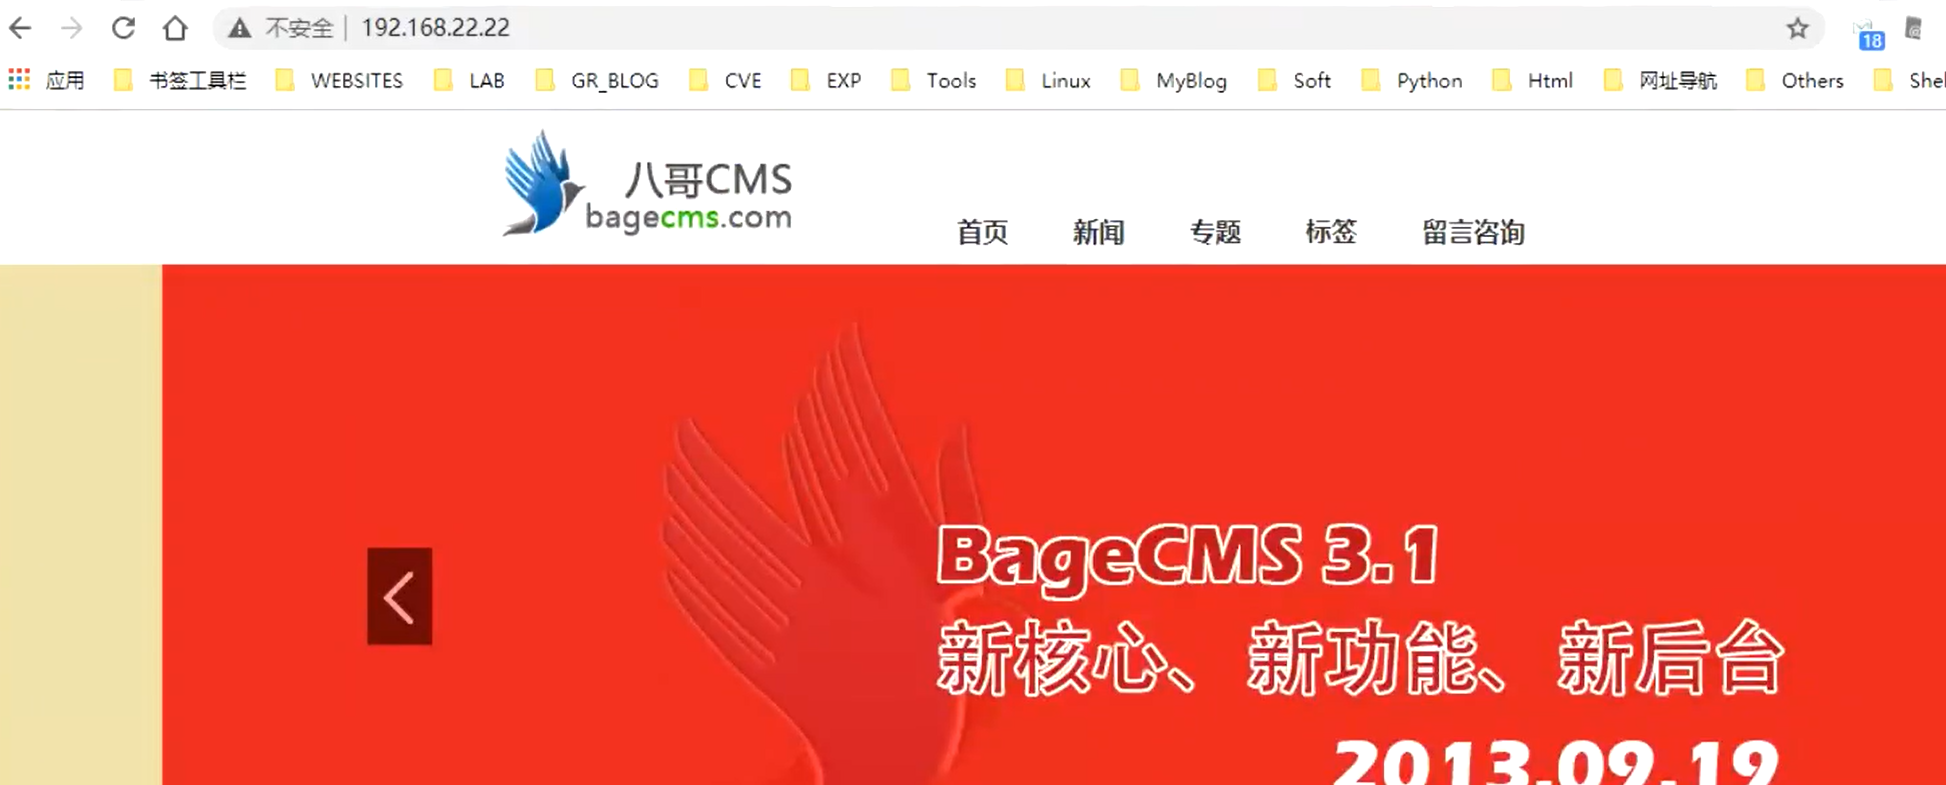 不安全 192.168.22.22
18
应用 书签工具栏 WEBSITES LAB GR_BLOG CVE EXP Tools Linux MyBlog Soft Python Html 网址导航 Others Shel
八哥CMS
bagecms.com
首页 新闻 专题 标签 留言咨询
BageCMS 3.1
新核心、新功能、新后台
2013.09.19